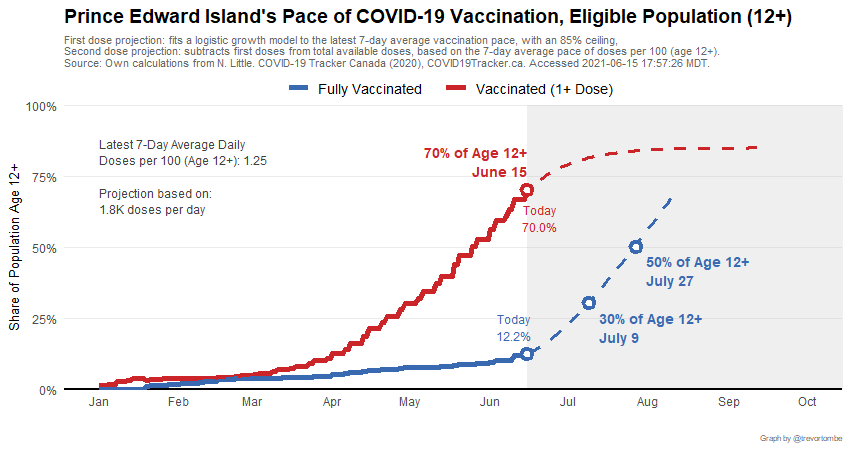 Prince Edward Island's Pace of COVID-19 Vaccination, Eligible Population (12+)
First dose projection: fits a logistic growth model to the latest 7-day average vaccination pace, with an 85% ceiling,
Second dose projection: subtracts first doses from total available doses, based on the 7-day average pace of doses per 100 (age 12+).
Source: Own calculations from N. Little. COVID-19 Tracker Canada (2020), COVID19Tracker.ca. Accessed 2021-06-15 17:57:26 MDT.
Fully Vaccinated
Vaccinated (1+ Dose)
Share of Population Age 12+
100%
75%
50%
25%
0%
Latest 7-Day Average Daily
Doses per 100 (Age 12+): 1.25
Projection based on:
1.8K doses per day
70% of Age 12+
June 15
Today
70.0%
50% of Age 12+
July 27
Today
12.2%
30% of Age 12+
July 9
Jan
Feb
Mar
Apr
May
Jun
Jul
Aug
Sep
Oct
Graph by @trevortombe